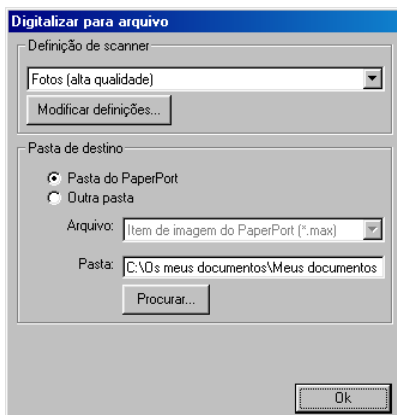 Digitalizar para arquivo
Definição de scanner
Fotos (alta qualidade)
Modificar definições...
Pasta de destino
Pasta do PaperPort
Outra pasta
Arquivo: Item de imagem do PaperPort (*.max)
Pasta: C:\Os meus documentos\Meus documentos
Procurar...
Ok